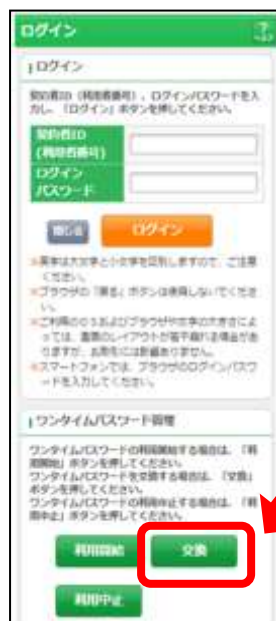 ログイン
ログイン
契約者ID（利用者番号）、ログインパスワードを入
力し、「ログイン」ボタンを押してください。
契約者ID
(利用者番号)
ログイン
パスワード
閉じる
ログイン
※英字は大文字と小文字を区別しますので、ご注意
ください。
※ブラウザの「戻る」ボタンは使用しないでくださ
い。
※ご利用のOSおよびブラウザや文字の大きさによ
っては、画面のレイアウトが若干崩れる場合があ
りますが、お取引には影響ありません。
※スマートフォンでは、ブラウザのログインパスワ
ードを入力してください。
ワンタイムパスワード管理
ワンタイムパスワードの利用開始する場合は、「利
用開始」ボタンを押してください。
ワンタイムパスワードを交換する場合は、「交換」
ボタンを押してください。
ワンタイムパスワードの利用中止する場合は、「利
用中止」ボタンを押してください。
利用開始
交換
利用中止